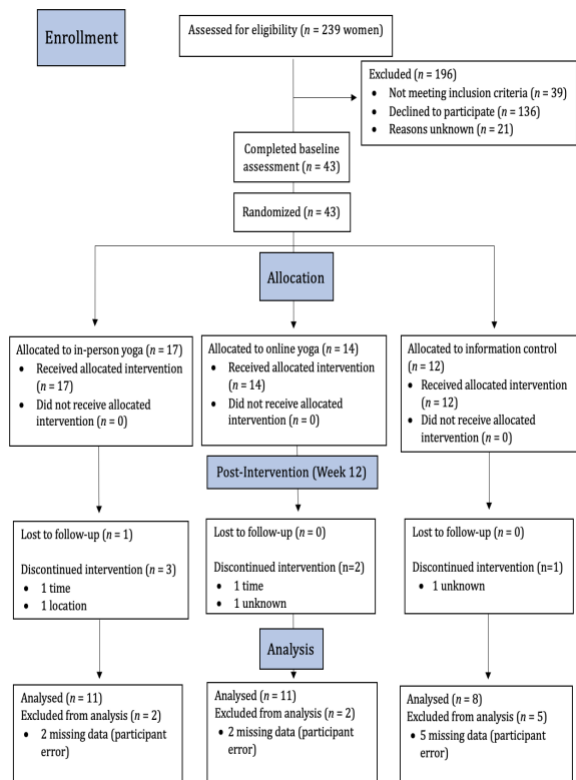 Enrollment
Assessed for eligibility (n = 239 women)
Excluded (n = 196)
• Not meeting inclusion criteria (n = 39)
• Declined to participate (n = 136)
• Reasons unknown (n = 21)
Completed baseline
assessment (n = 43)
Randomized (n = 43)
Allocation
Allocated to in-person yoga (n = 17)
• Received allocated intervention
(n = 17)
• Did not receive allocated
intervention (n = 0)
Allocated to online yoga (n = 14)
• Received allocated intervention
(n = 14)
• Did not receive allocated
intervention (n = 0)
Allocated to information control
(n = 12)
• Received allocated intervention
(n = 12)
• Did not receive allocated
intervention (n = 0)
Post-Intervention (Week 12)
Lost to follow-up (n = 1)
Discontinued intervention (n = 3)
• 1 time
• 1 location
Lost to follow-up (n = 0)
Discontinued intervention (n=2)
• 1 time
• 1 unknown
Lost to follow-up (n = 0)
Discontinued intervention (n=1)
• 1 unknown
Analysis
Analysed (n = 11)
Excluded from analysis (n = 2)
• 2 missing data (participant
error)
Analysed (n = 11)
Excluded from analysis (n = 2)
• 2 missing data (participant
error)
Analysed (n = 8)
Excluded from analysis (n = 5)
• 5 missing data (participant
error)